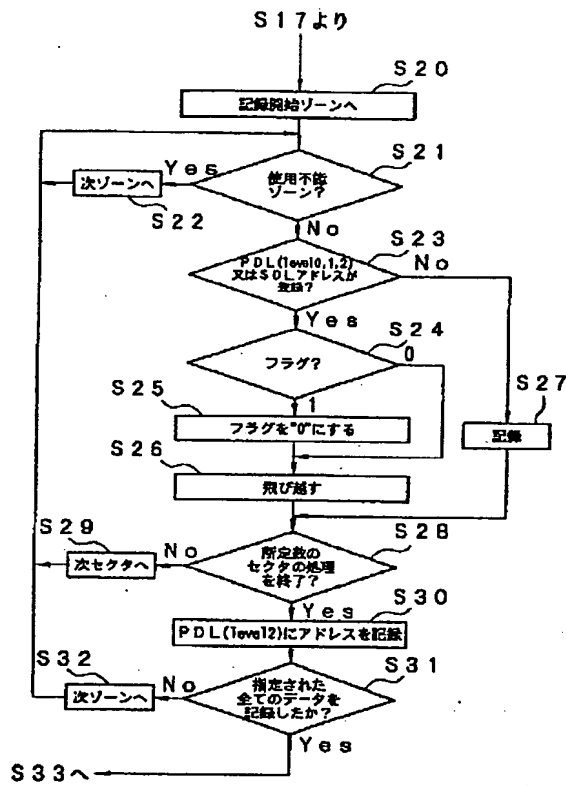 S17より
S20
記録開始ゾーンへ
S21
使用不能
ゾーン?
Yes
次ゾーンへ
S22
No
S23
PDL(level0,1,2)
又はSDLアドレスが
登録?
No
Yes
S24
フラグ?
0
S25
1
フラグを"0"にする
S27
記録
S26
飛び越す
S28
所定数の
セクタの処理
を終了?
S29
No
次セクタへ
Yes
S30
PDL(level2)にアドレスを記録
S31
指定された
全てのデータを
記録したか?
S32
No
次ゾーンへ
Yes
S33へ